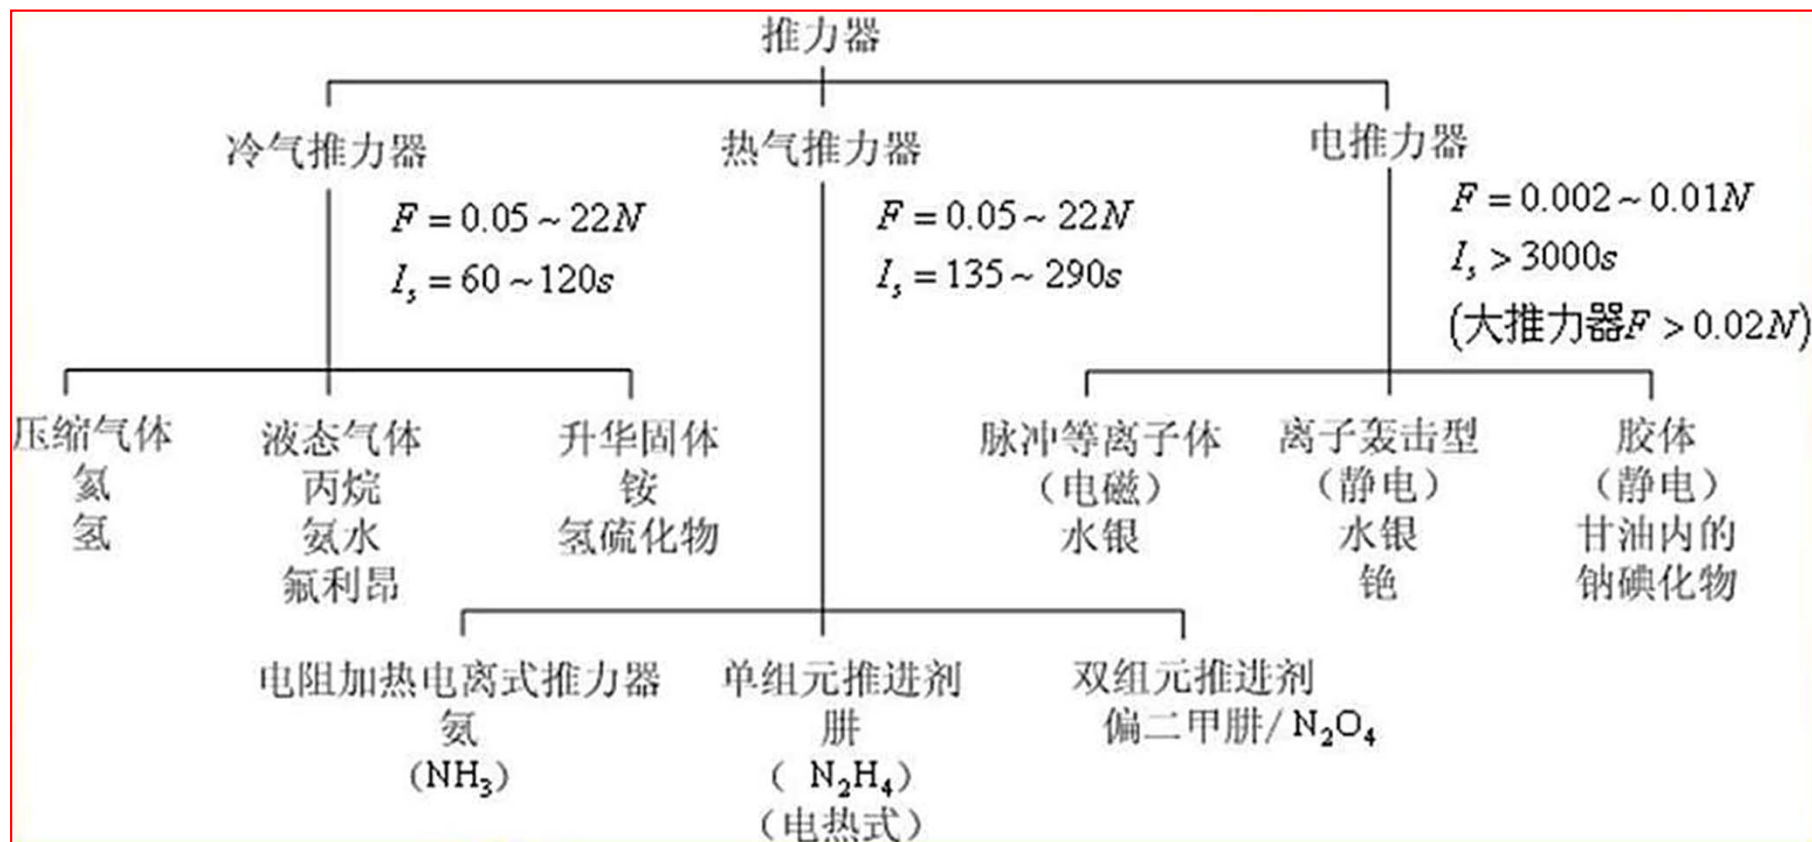 推力器
冷气推力器
F = 0.05 ~ 22N
I_s = 60 ~ 120s
压缩气体
氦
氢
液态气体
丙烷
氨水
氟利昂
升华固体
铵
氢硫化物
热气推力器
F = 0.05 ~ 22N
I_s = 135 ~ 290s
电阻加热电离式推力器
氨
(NH₃)
单组元推进剂
肼
( N₂H₄)
(电热式)
双组元推进剂
偏二甲肼/ N₂O₄
电推力器
F = 0.002 ~ 0.01N
I_s > 3000s
(大推力器F > 0.02N)
脉冲等离子体
(电磁)
水银
离子轰击型
(静电)
水银
铯
胶体
(静电)
甘油内的
钠碘化物